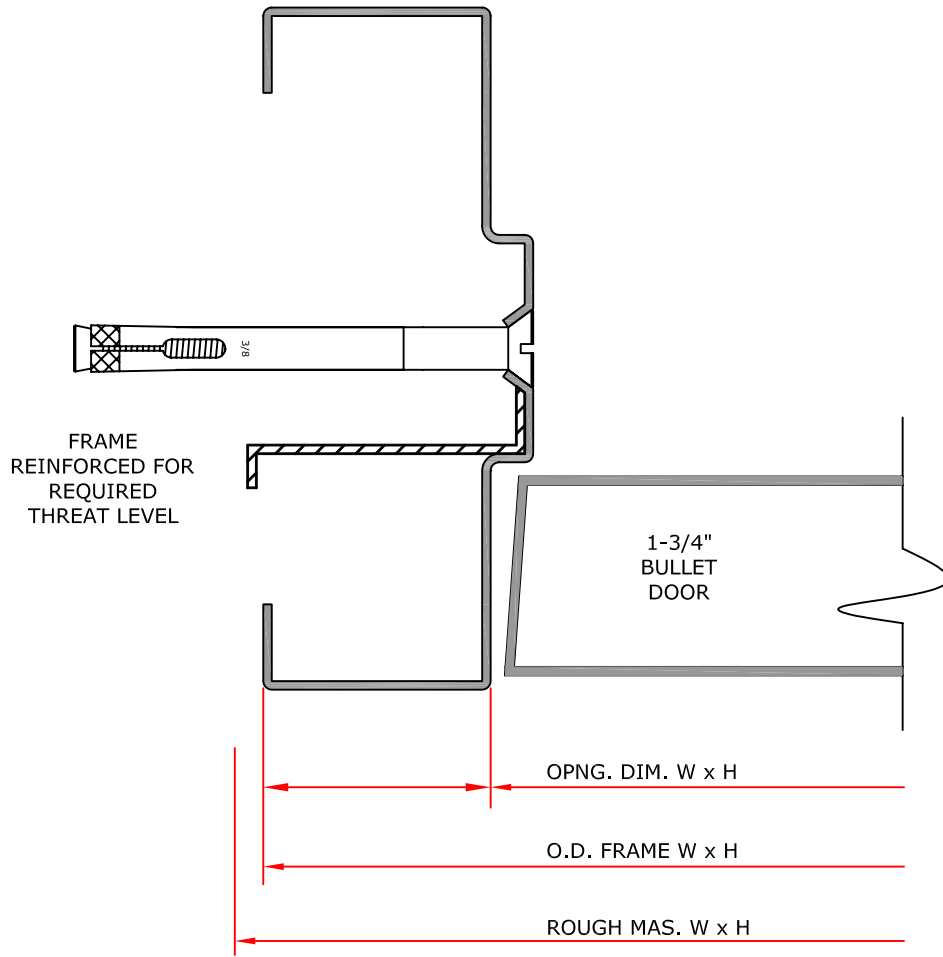 3/8
FRAME
REINFORCED FOR
REQUIRED
THREAT LEVEL
1-3/4"
BULLET
DOOR
OPNG. DIM. W x H
O.D. FRAME W x H
ROUGH MAS. W x H